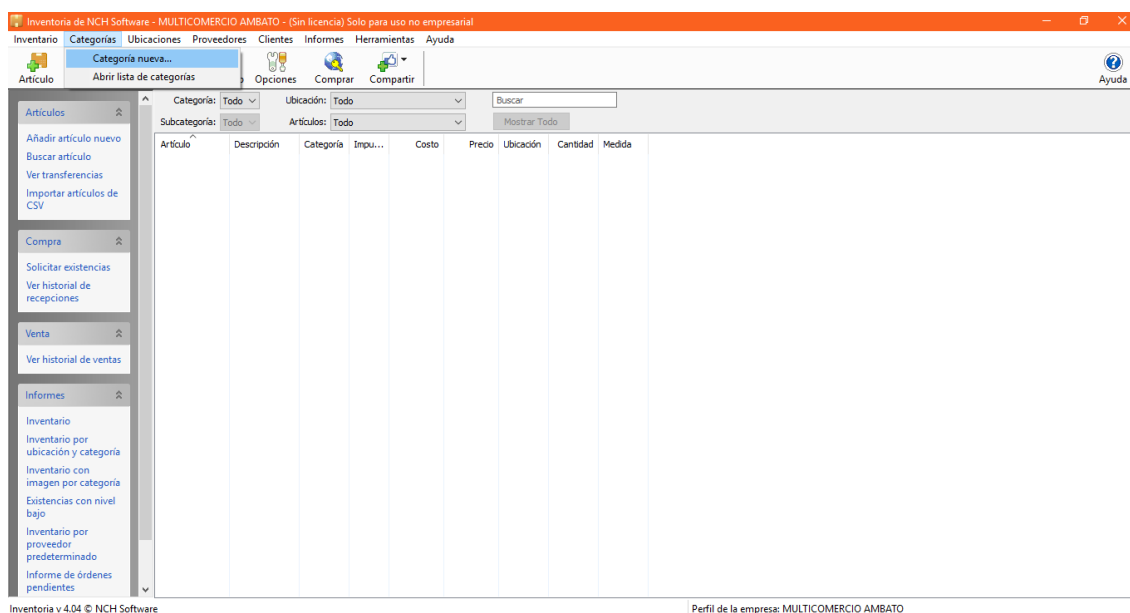 Inventoria de NCH Software - MULTICOMERCIO AMBATO - (Sin licencia) Solo para uso no empresarial
Inventario Categorías Ubicaciones Proveedores Clientes Informes Herramientas Ayuda
Categoría nueva...
Abrir lista de categorías
Artículo Opciones Comprar Compartir Ayuda
Categoría: Todo Ubicación: Todo Buscar
Subcategoría: Todo Artículos: Todo Mostrar Todo
Artículo Descripción Categoría Impu... Costo Precio Ubicación Cantidad Medida
Artículos
Añadir artículo nuevo
Buscar artículo
Ver transferencias
Importar artículos de
CSV
Compra
Solicitar existencias
Ver historial de
recepciones
Venta
Ver historial de ventas
Informes
Inventario
Inventario por
ubicación y categoría
Inventario con
imagen por categoría
Existencias con nivel
bajo
Inventario por
proveedor
predeterminado
Informe de órdenes
pendientes
Inventoria v 4.04 © NCH Software Perfil de la empresa: MULTICOMERCIO AMBATO